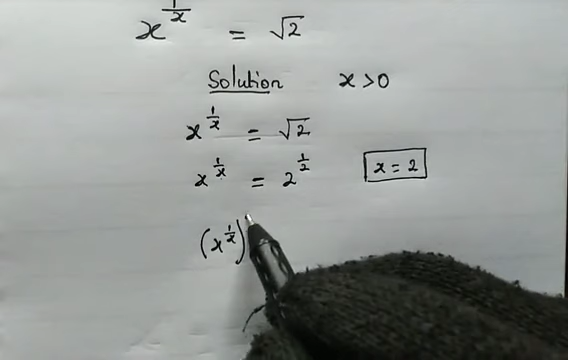 x^{1/x} = √2
Solution x > 0
x^{1/x} = √2
x^{1/x} = 2^{1/2} x = 2
(x^{1/x})